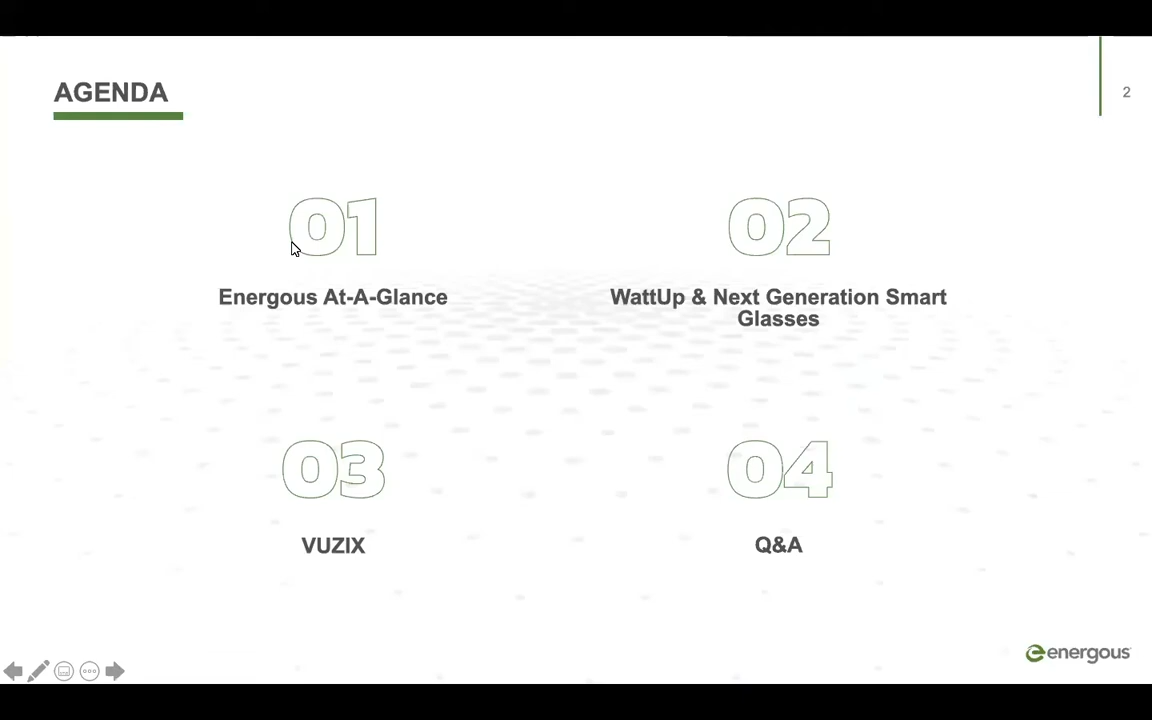 AGENDA
2
01
Energous At-A-Glance
02
WattUp & Next Generation Smart
Glasses
03
VUZIX
04
Q&A
energous